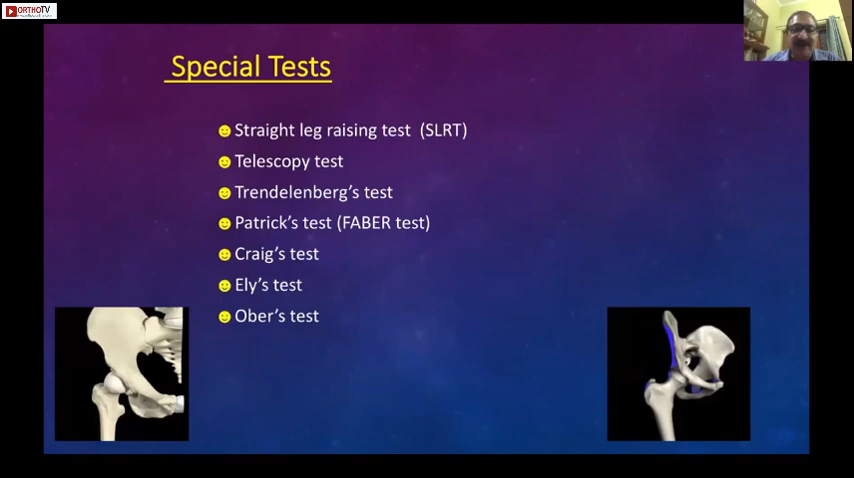 ORTHOTV
Special Tests
Straight leg raising test (SLRT)
Telescopy test
Trendelenberg's test
Patrick's test (FABER test)
Craig's test
Ely's test
Ober's test